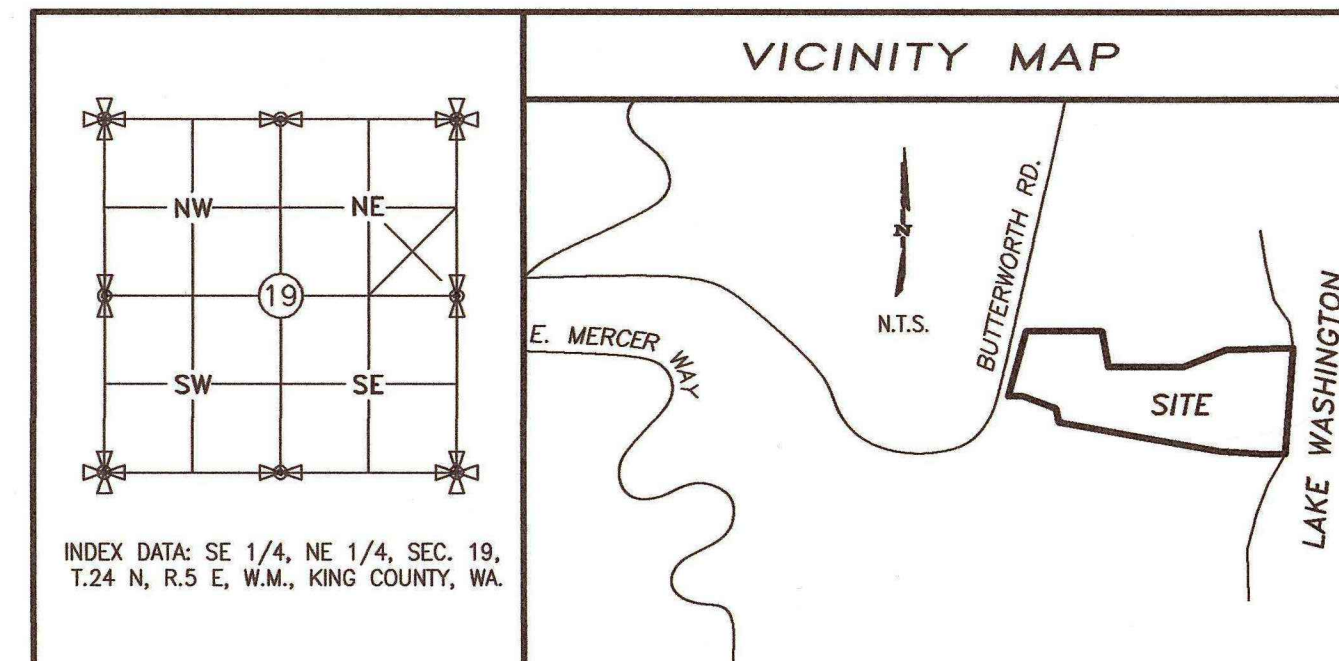 VICINITY MAP
NW
NE
19
SW
SE
INDEX DATA: SE 1/4, NE 1/4, SEC. 19,
T.24 N, R.5 E, W.M., KING COUNTY, WA.
N
N.T.S.
BUTTERWORTH RD.
E. MERCER WAY
SITE
LAKE WASHINGTON